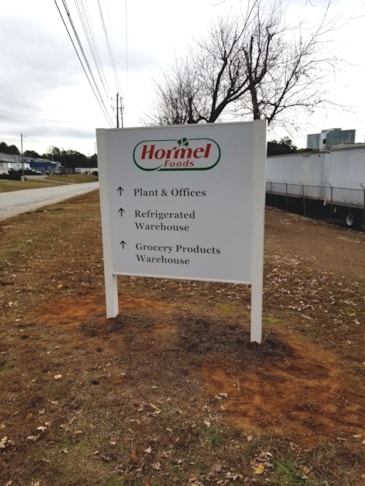 Hormel
Foods
↑ Plant & Offices
↑ Refrigerated
Warehouse
↑ Grocery Products
Warehouse